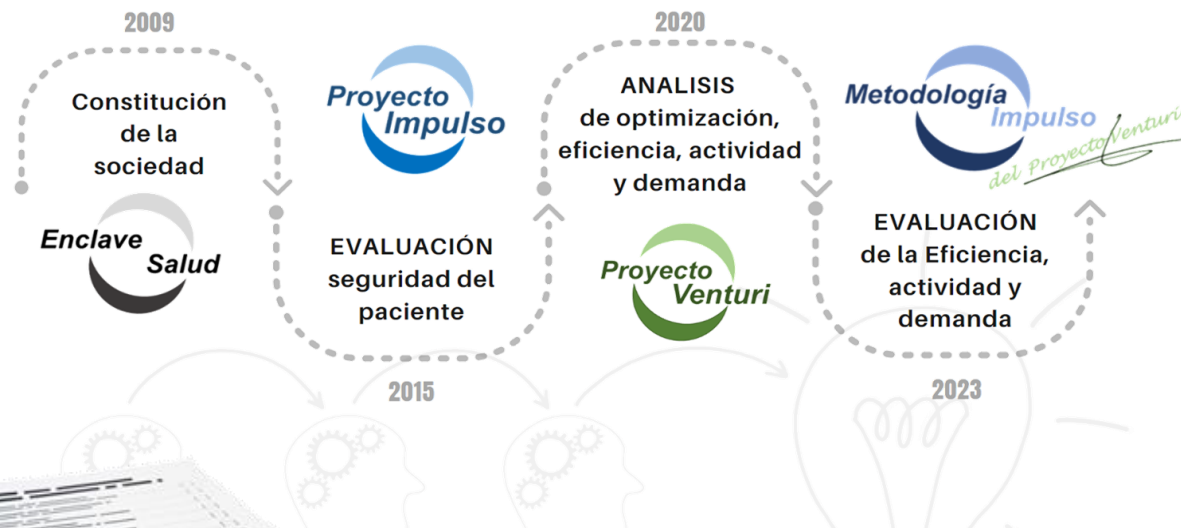 2009
Constitución
de la
sociedad
Enclave
Salud
Proyecto
Impulso
EVALUACIÓN
seguridad del
paciente
2015
2020
ANALISIS
de optimización,
eficiencia, actividad
y demanda
Proyecto
Venturi
Metodología
Impulso
del Proyecto Venturi
EVALUACIÓN
de la Eficiencia,
actividad y
demanda
2023